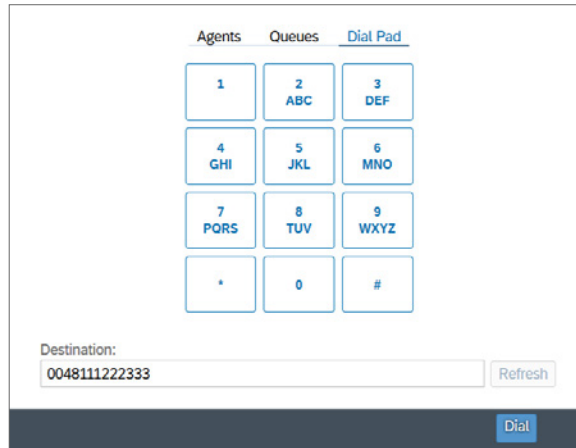 Agents Queues Dial Pad
1 2 3
ABC DEF
4 5 6
GHI JKL MNO
7 8 9
PQRS TUV WXYZ
* 0 #
Destination:
0048111222333 Refresh
Dial